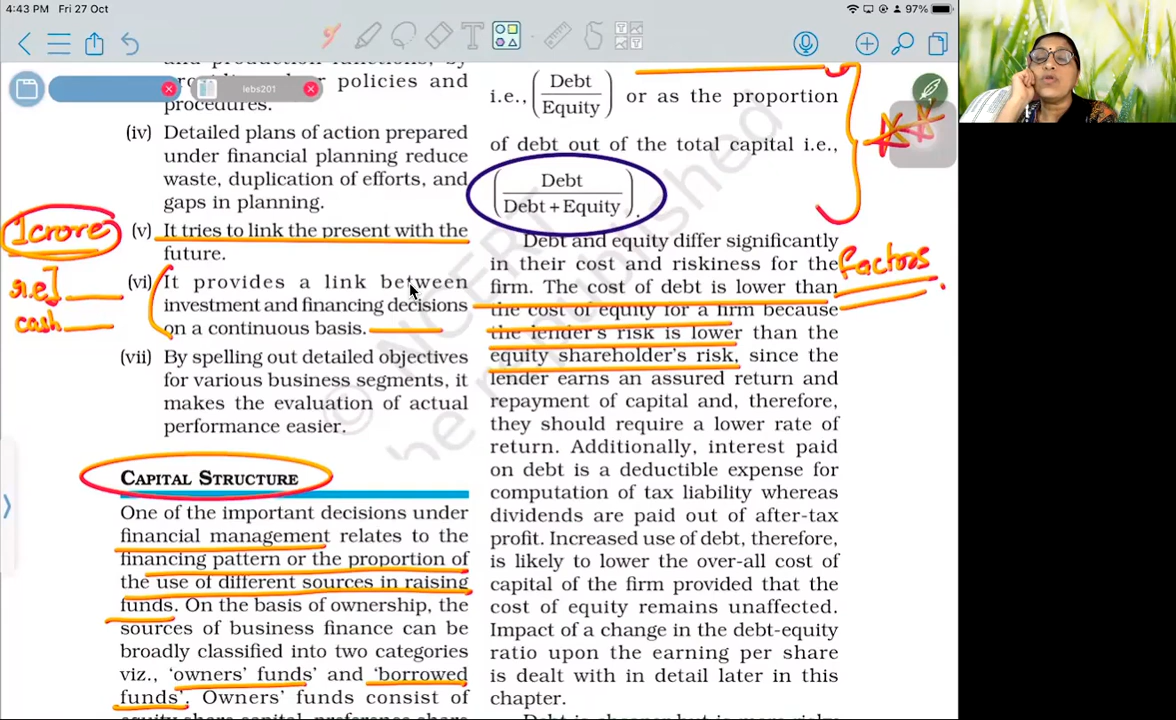 4:43 PM Fri 27 Oct
97%
lebs201
policies and
procedures.
(iv) Detailed plans of action prepared
under financial planning reduce
waste, duplication of efforts, and
gaps in planning.
1 crore
(v) It tries to link the present with the
future.
r.e
cash
(vi) It provides a link between
investment and financing decisions
on a continuous basis.
(vii) By spelling out detailed objectives
for various business segments, it
makes the evaluation of actual
performance easier.
CAPITAL STRUCTURE
One of the important decisions under
financial management relates to the
financing pattern or the proportion of
the use of different sources in raising
funds. On the basis of ownership, the
sources of business finance can be
broadly classified into two categories
viz., ‘owners’ funds’ and ‘borrowed
funds’. Owners’ funds consist of
i.e., (Debt / Equity) or as the proportion
of debt out of the total capital i.e.,
(Debt / Debt + Equity).
Debt and equity differ significantly
in their cost and riskiness for the
firm. The cost of debt is lower than
the cost of equity for a firm because
the lender's risk is lower than the
equity shareholder's risk, since the
lender earns an assured return and
repayment of capital and, therefore,
they should require a lower rate of
return. Additionally, interest paid
on debt is a deductible expense for
computation of tax liability whereas
dividends are paid out of after-tax
profit. Increased use of debt, therefore,
is likely to lower the over-all cost of
capital of the firm provided that the
cost of equity remains unaffected.
Impact of a change in the debt-equity
ratio upon the earning per share
is dealt with in detail later in this
chapter.
factors
© NCERT
be republished